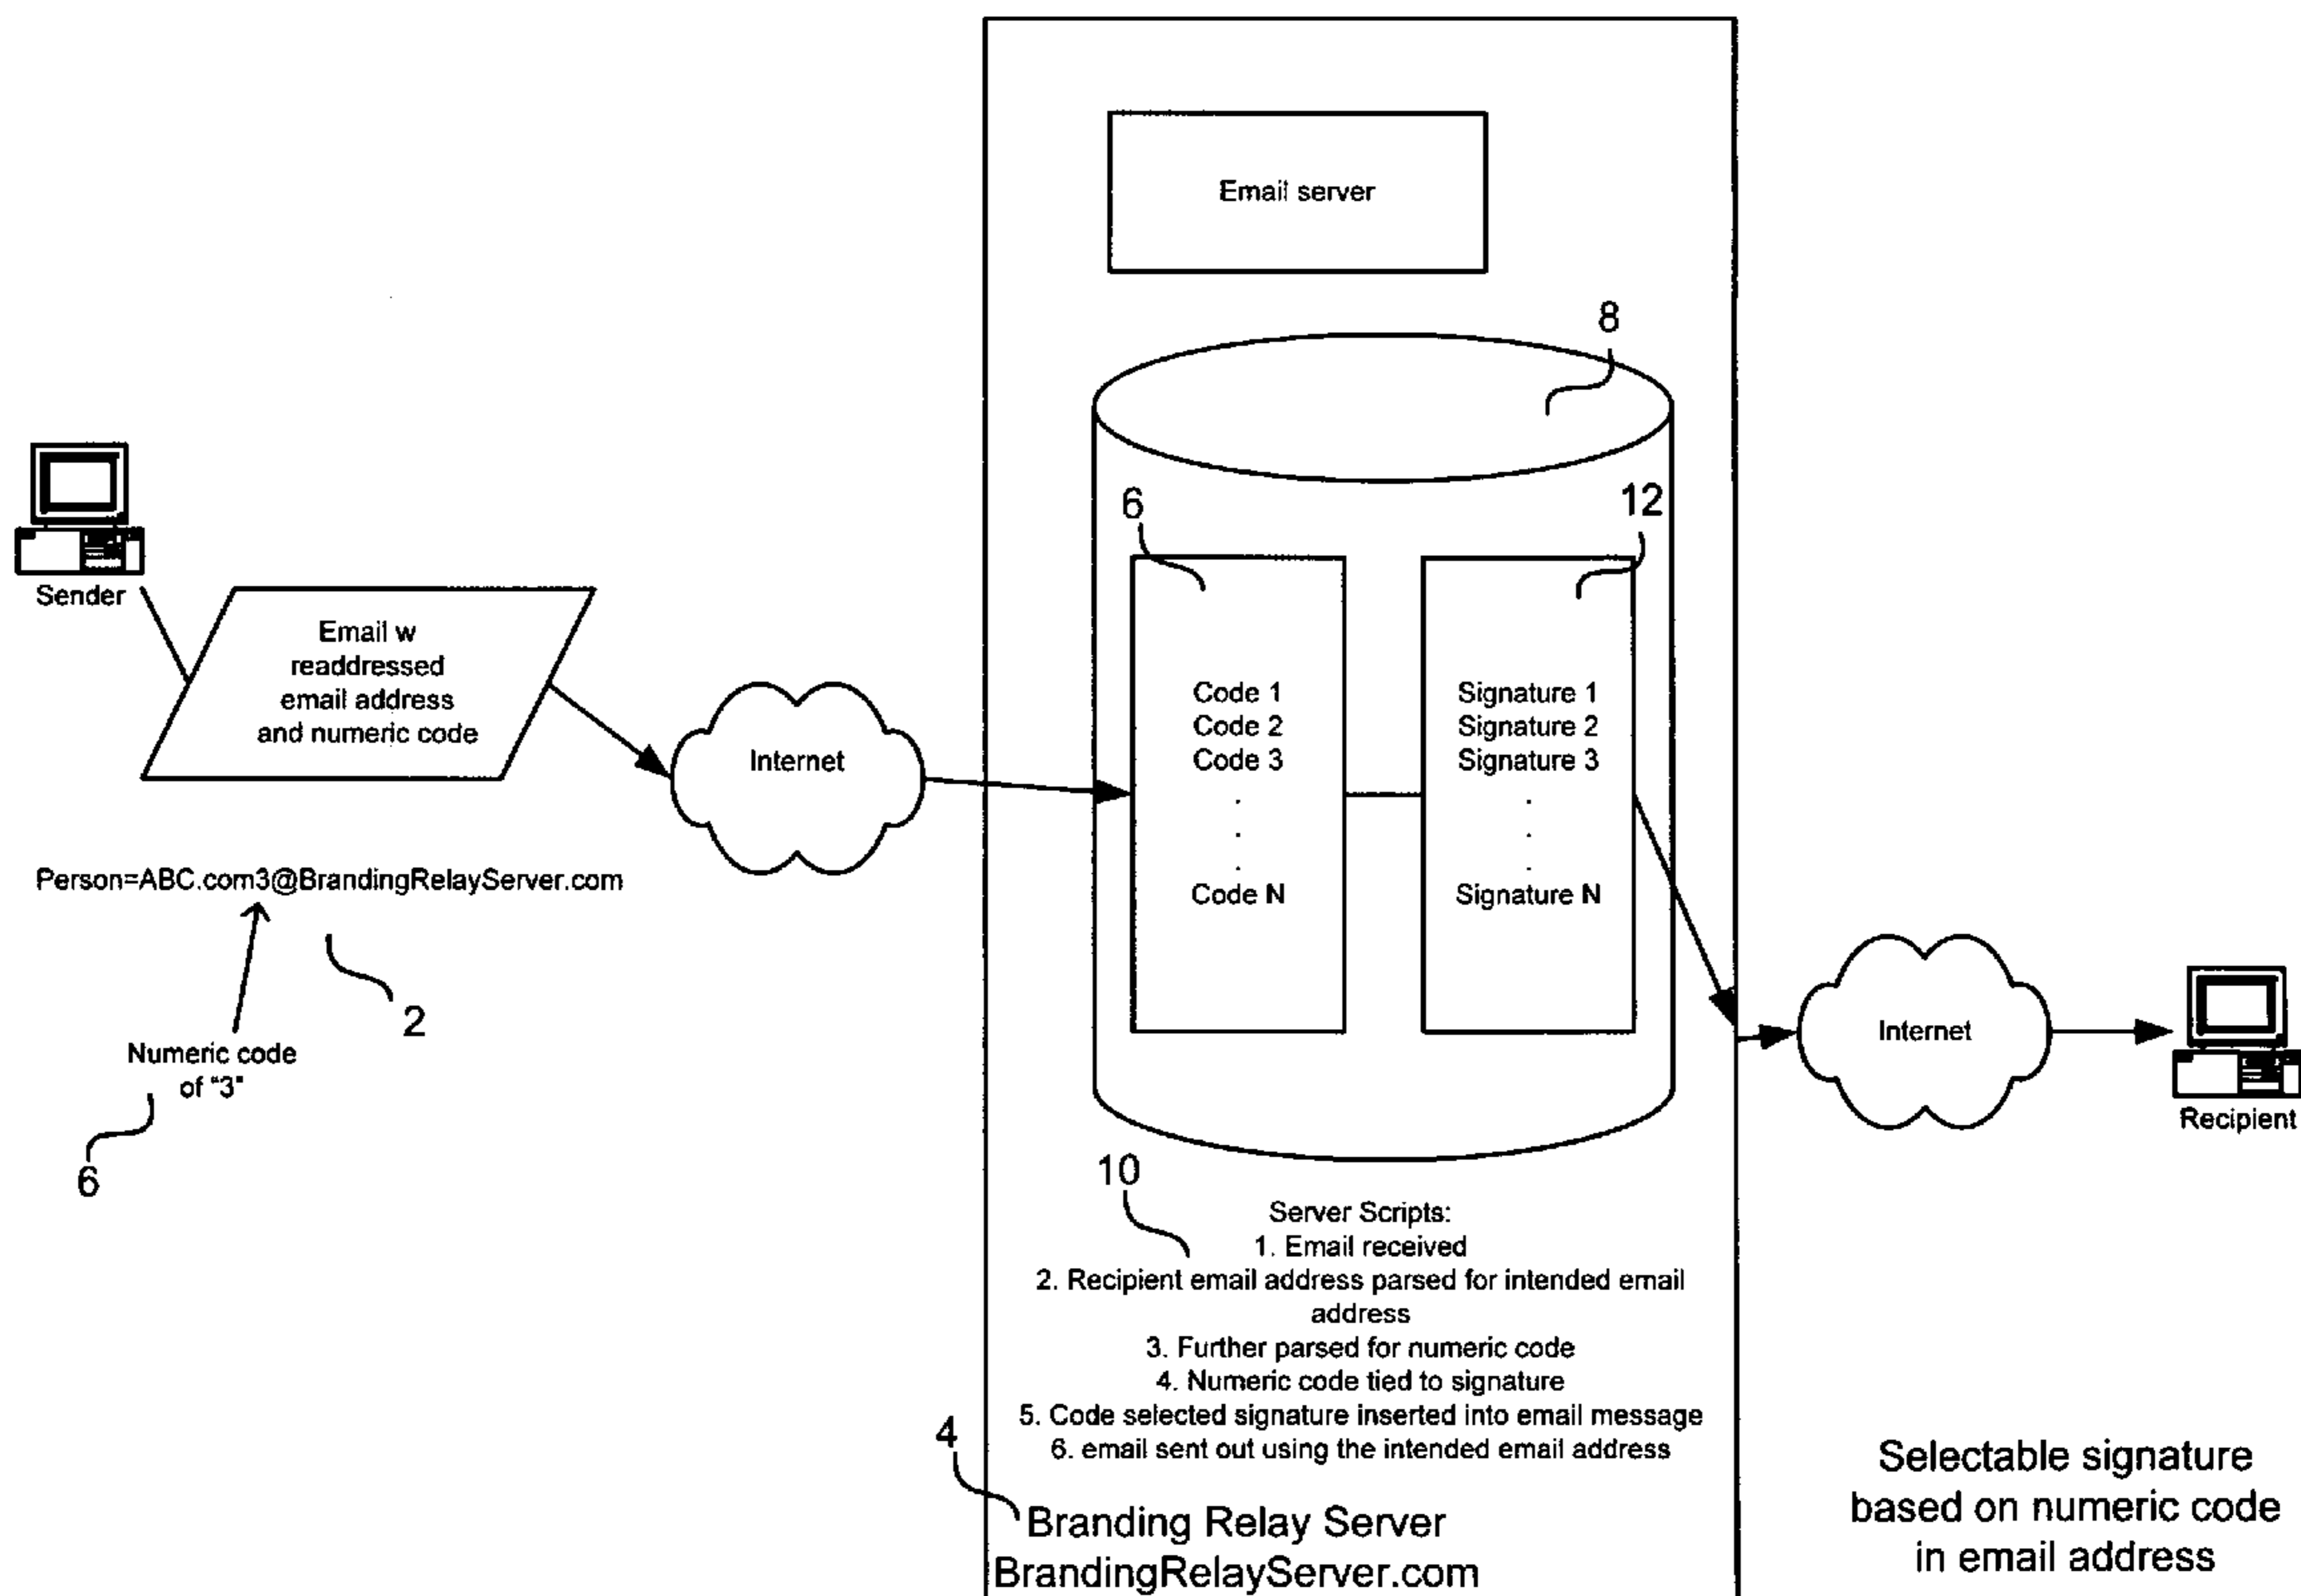 Email server
8
6
12
Sender
Email w
readdressed
email address
and numeric code
Internet
Code 1
Code 2
Code 3
.
.
.
Code N
Signature 1
Signature 2
Signature 3
.
.
.
Signature N
Person=ABC.com3@BrandingRelayServer.com
2
Numeric code
of "3"
6
Internet
Recipient
10
Server Scripts:
1. Email received
2. Recipient email address parsed for intended email
address
3. Further parsed for numeric code
4. Numeric code tied to signature
5. Code selected signature inserted into email message
6. email sent out using the intended email address
4
Branding Relay Server
BrandingRelayServer.com
Selectable signature
based on numeric code
in email address